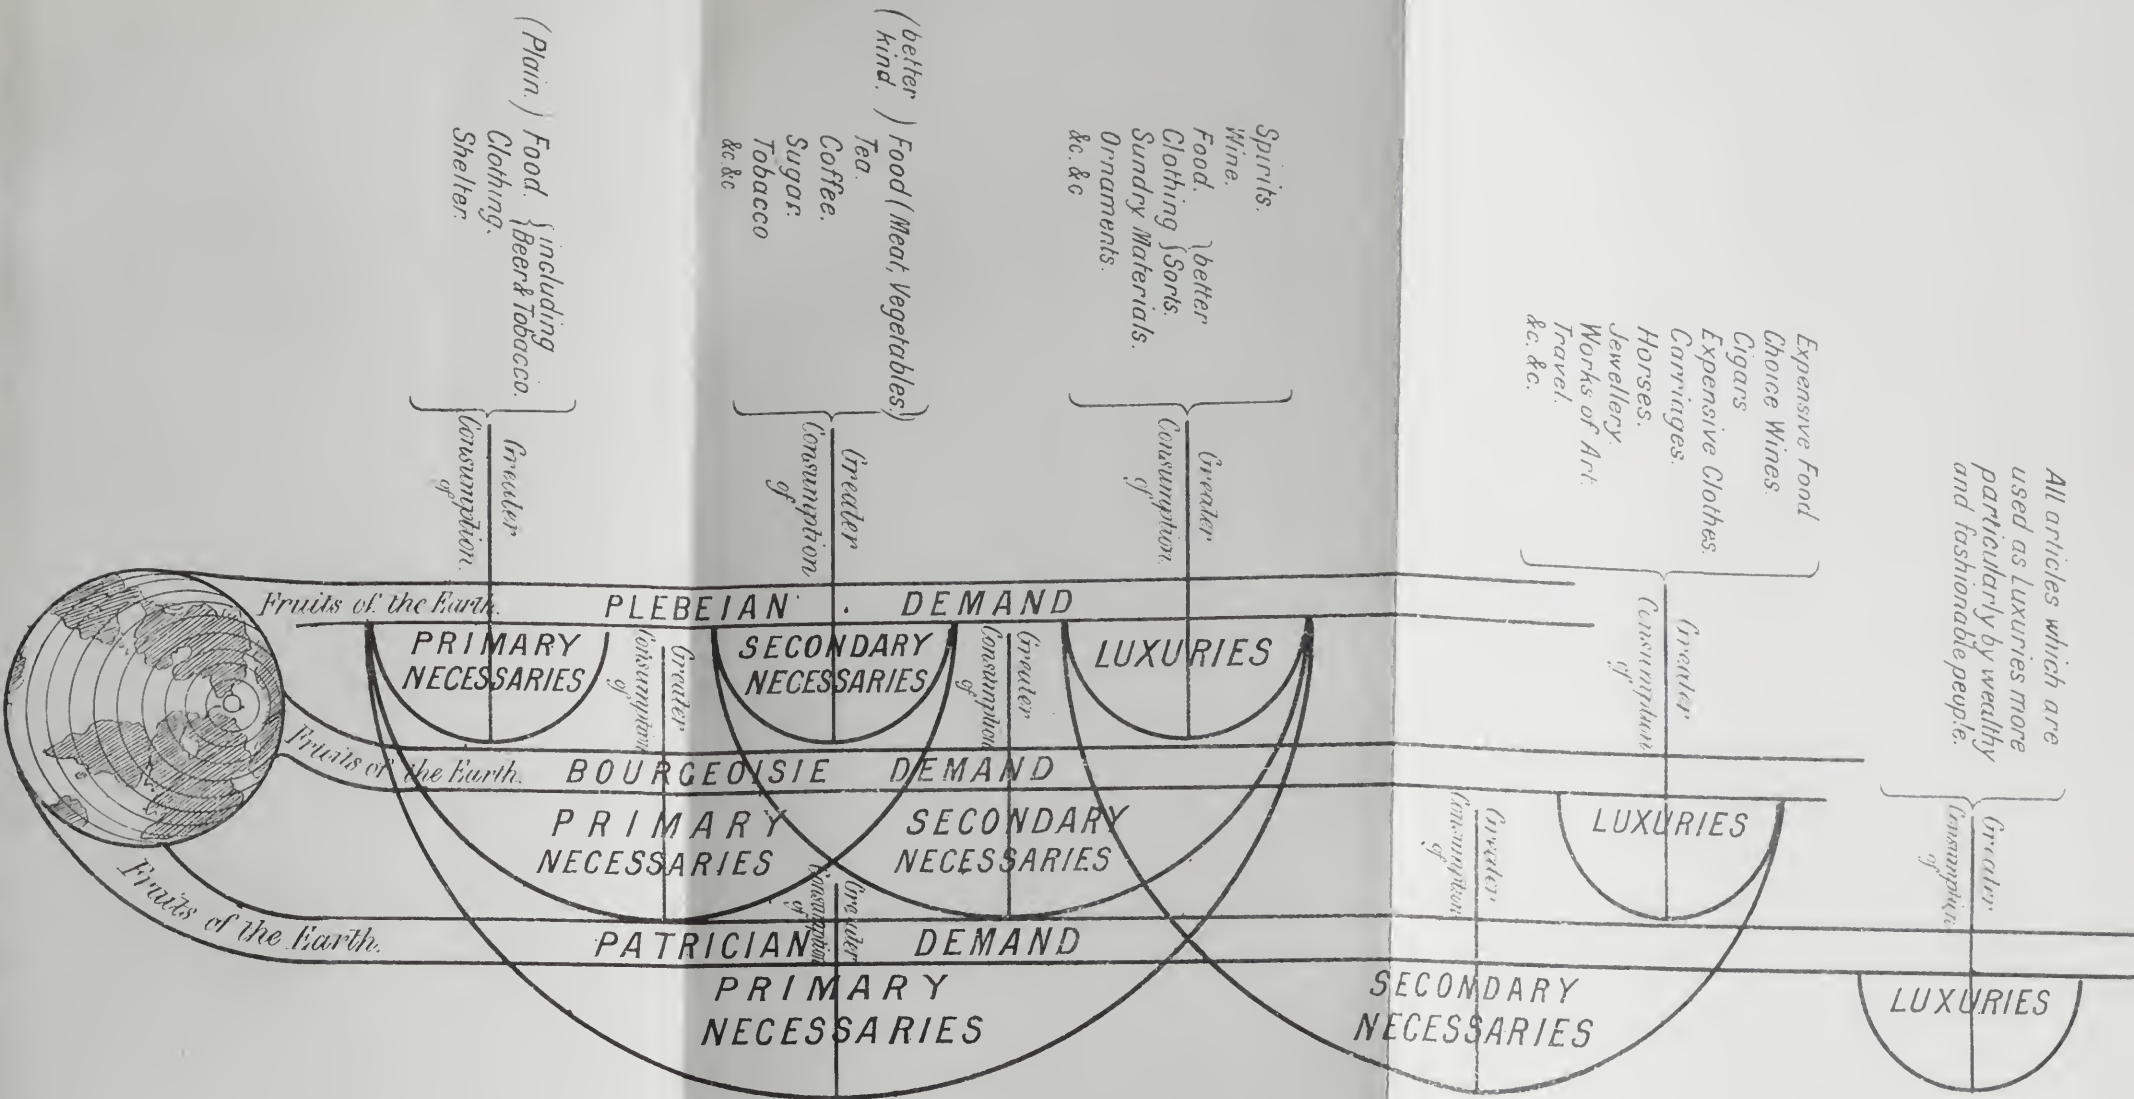 (Plain.) Food. {including
{Beer & Tobacco.
Clothing.
Shelter.
Greater
Consumption.
of
(better
kind.) Food (Meat, Vegetables.)
Tea.
Coffee.
Sugar.
Tobacco
&c. &c
Greater
Consumption
of
Spirits.
Wine.
Food. }better
Clothing {Sorts.
Sundry Materials.
Ornaments.
&c. &c
Greater
Consumption.
of
Expensive Food
Choice Wines.
Cigars
Expensive Clothes.
Carriages.
Horses.
Jewellery.
Works of Art.
Travel.
&c. &c.
Greater
Consumption.
of
All articles which are
used as Luxuries more
particularly by wealthy
and fashionable people.
Greater
Consumption
of
Fruits of the Earth. PLEBEIAN . DEMAND
PRIMARY
NECESSARIES
Greater
Consumption
of
SECONDARY
NECESSARIES
Greater
Consumption
of
LUXURIES
Fruits of the Earth. BOURGEOISIE DEMAND
PRIMARY
NECESSARIES
SECONDARY
NECESSARIES
Greater
Consumption
of
LUXURIES
Fruits of the Earth. PATRICIAN DEMAND
Greater
Consumption
of
PRIMARY
NECESSARIES
SECONDARY
NECESSARIES
LUXURIES